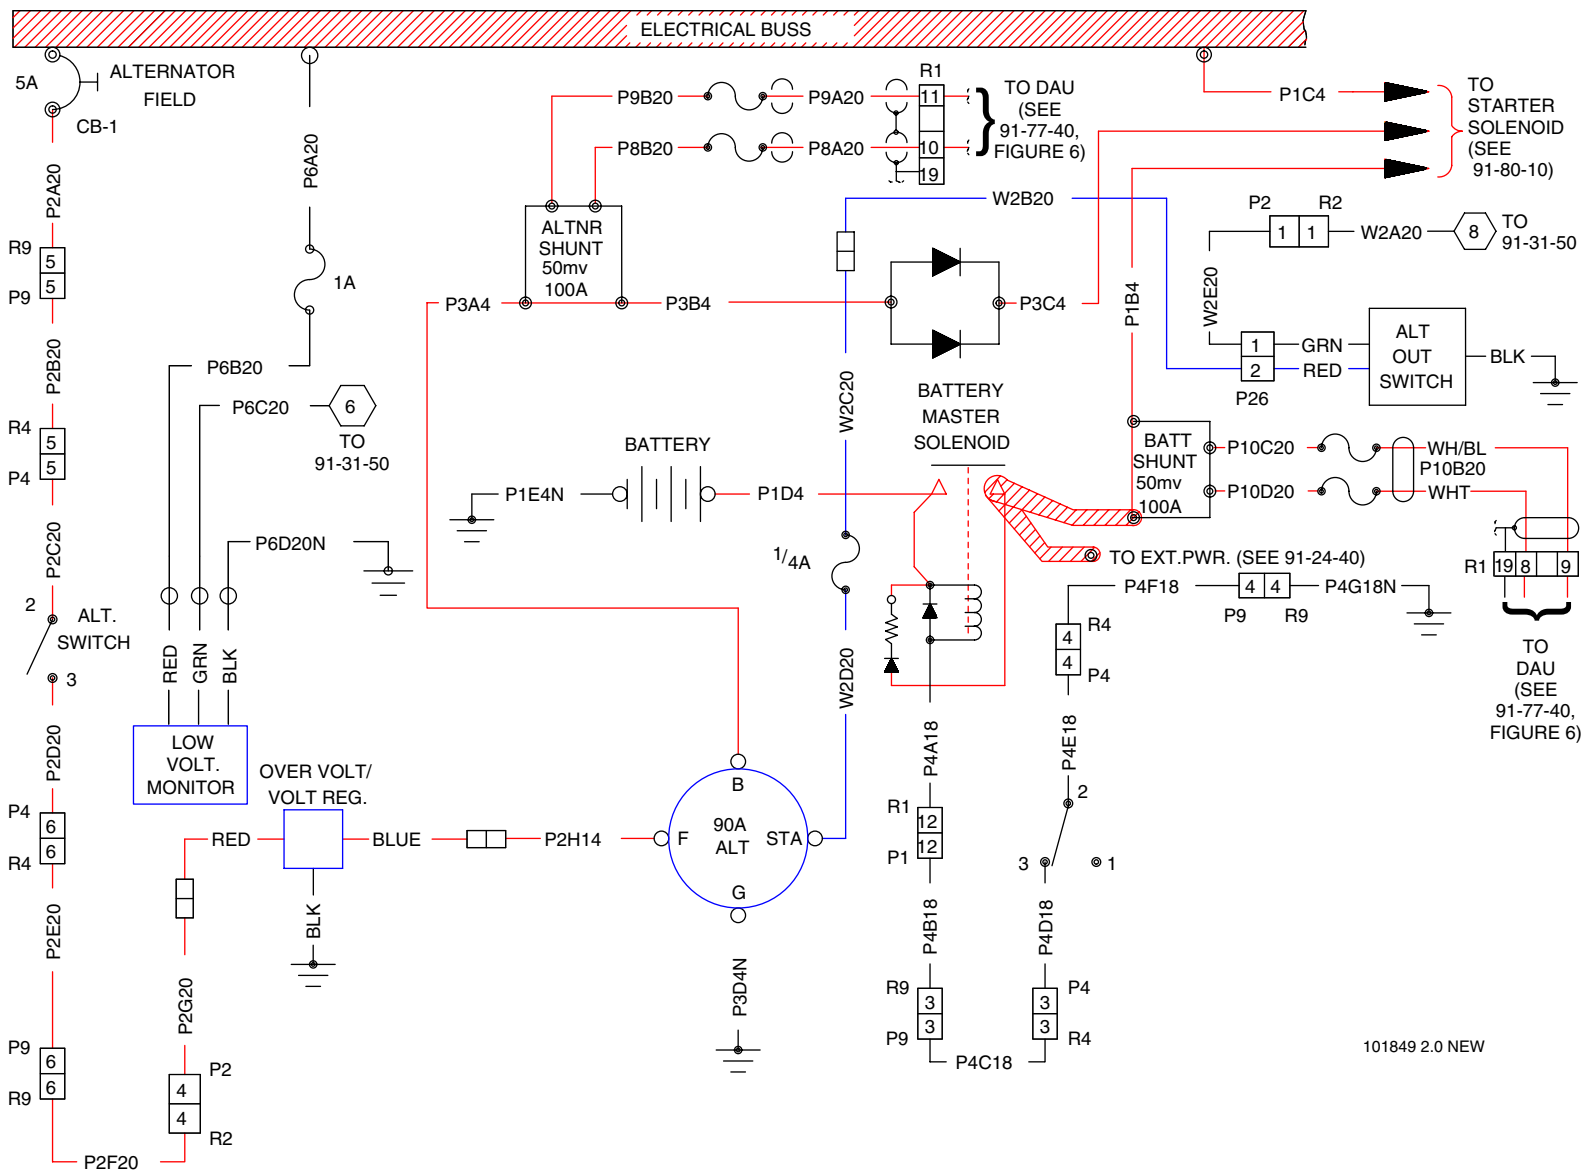 ELECTRICAL BUSS
5A
ALTERNATOR
FIELD
CB-1
P2A20
R9
5
5
P9
P2B20
R4
5
5
P4
P2C20
2
ALT.
SWITCH
3
P2D20
P4
6
6
R4
P2E20
P9
6
6
R9
P2F20
P6A20
1A
P6B20
P6C20
6
TO
91-31-50
P6D20N
RED
GRN
BLK
LOW
VOLT.
MONITOR
OVER VOLT/
VOLT REG.
RED
BLUE
BLK
P2G20
P2
4
4
R2
P2H14
F
B
90A
ALT
STA
G
P3D4N
P9B20
P9A20
P8B20
P8A20
R1
11
10
19
TO DAU
(SEE
91-77-40,
FIGURE 6)
ALTNR
SHUNT
50mv
100A
P3A4
P3B4
P3C4
W2B20
W2C20
1/4A
W2D20
BATTERY
P1E4N
P1D4
BATTERY
MASTER
SOLENOID
P1C4
TO
STARTER
SOLENOID
(SEE
91-80-10)
P1B4
P2
R2
1
1
W2A20
8
TO
91-31-50
W2E20
1
2
P26
GRN
RED
ALT
OUT
SWITCH
BLK
BATT
SHUNT
50mv
100A
P10C20
P10D20
WH/BL
P10B20
WHT
R1
19
8
9
TO
DAU
(SEE
91-77-40,
FIGURE 6)
TO EXT.PWR. (SEE 91-24-40)
P4F18
4
4
P9
R9
P4G18N
R4
4
4
P4
P4E18
2
3
1
P4D18
P4
3
3
R4
P4C18
P4A18
R1
12
12
P1
P4B18
R9
3
3
P9
101849 2.0 NEW